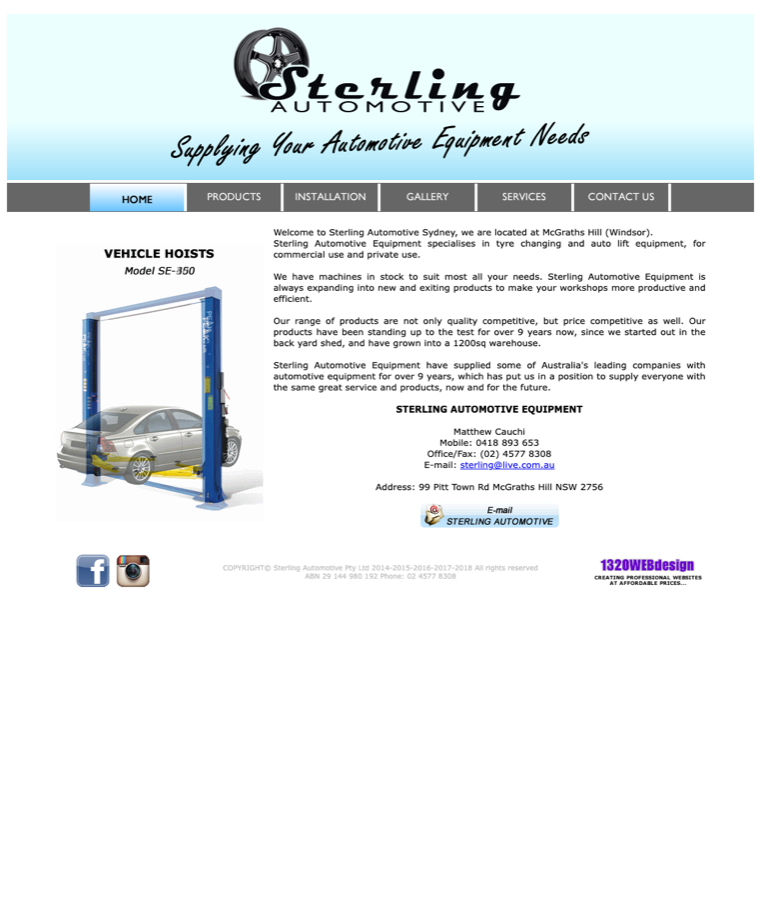 Sterling
AUTOMOTIVE
Supplying Your Automotive Equipment Needs
HOME
PRODUCTS
INSTALLATION
GALLERY
SERVICES
CONTACT US
VEHICLE HOISTS
Model SE-350
Welcome to Sterling Automotive Sydney, we are located at McGraths Hill (Windsor).
Sterling Automotive Equipment specialises in tyre changing and auto lift equipment, for
commercial use and private use.
We have machines in stock to suit most all your needs. Sterling Automotive Equipment is
always expanding into new and exiting products to make your workshops more productive and
efficient.
Our range of products are not only quality competitive, but price competitive as well. Our
products have been standing up to the test for over 9 years now, since we started out in the
back yard shed, and have grown into a 1200sq warehouse.
Sterling Automotive Equipment have supplied some of Australia's leading companies with
automotive equipment for over 9 years, which has put us in a position to supply everyone with
the same great service and products, now and for the future.
STERLING AUTOMOTIVE EQUIPMENT
Matthew Cauchi
Mobile: 0418 893 653
Office/Fax: (02) 4577 8308
E-mail: sterling@live.com.au
Address: 99 Pitt Town Rd McGraths Hill NSW 2756
E-mail
STERLING AUTOMOTIVE
COPYRIGHT© Sterling Automotive Pty Ltd 2014-2015-2016-2017-2018 All rights reserved
ABN 29 144 980 192 Phone: 02 4577 8308
1320WEBdesign
CREATING PROFESSIONAL WEBSITES
AT AFFORDABLE PRICES...